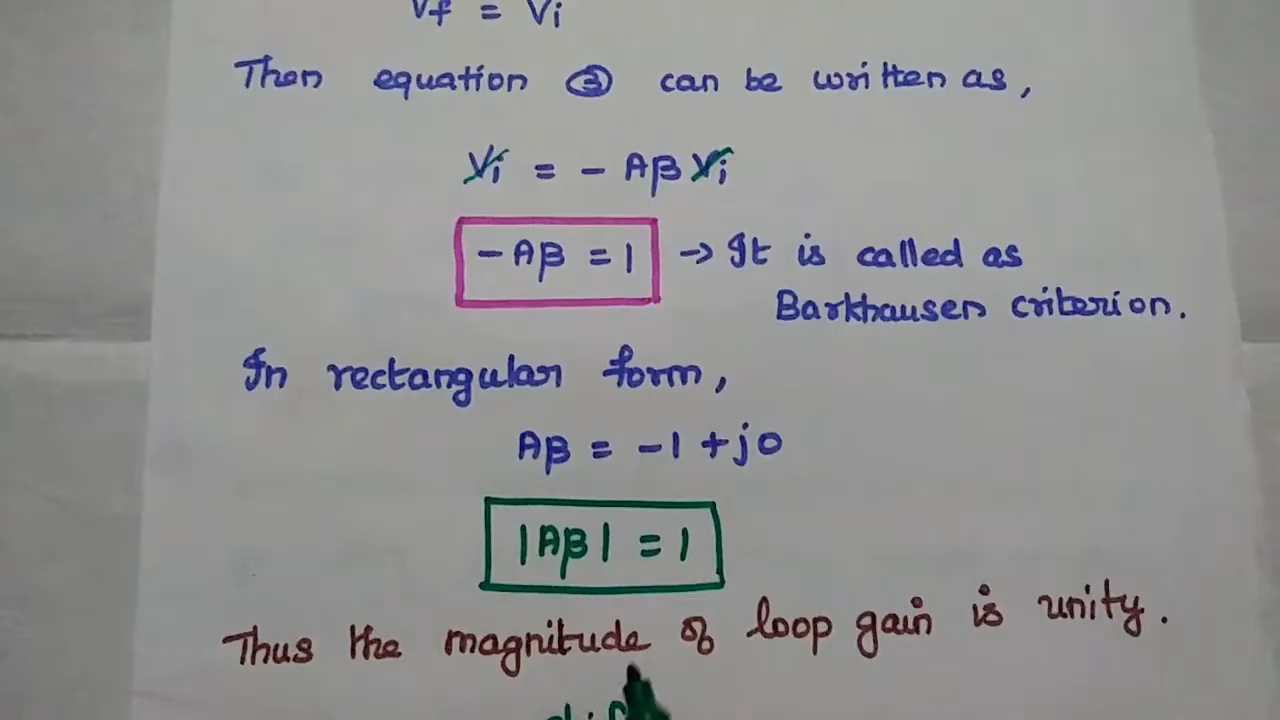 Vf = Vi
Then equation ③ can be written as,
Vi = - Aβ Vi
- Aβ = 1 → It is called as
Barkhausen criterion.
In rectangular form,
Aβ = -1 + j0
|Aβ| = 1
Thus the magnitude of loop gain is unity.